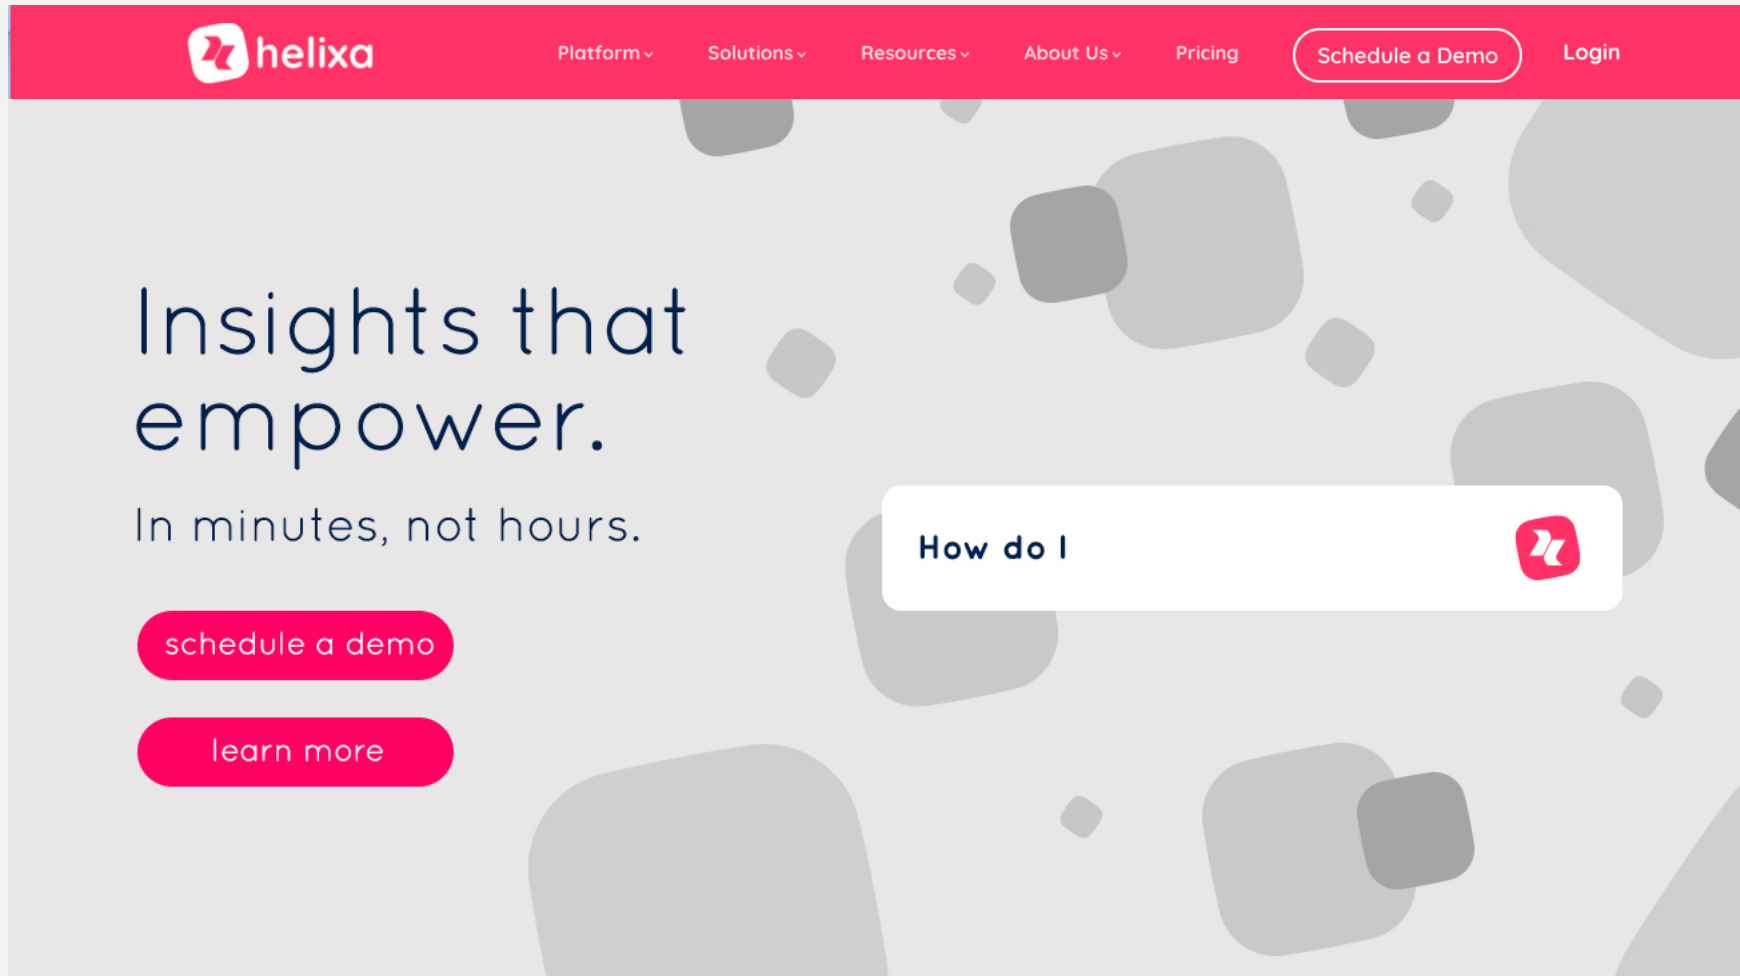 helixa
Platform
Solutions
Resources
About Us
Pricing
Schedule a Demo
Login
Insights that
empower.
In minutes, not hours.
schedule a demo
learn more
How do I